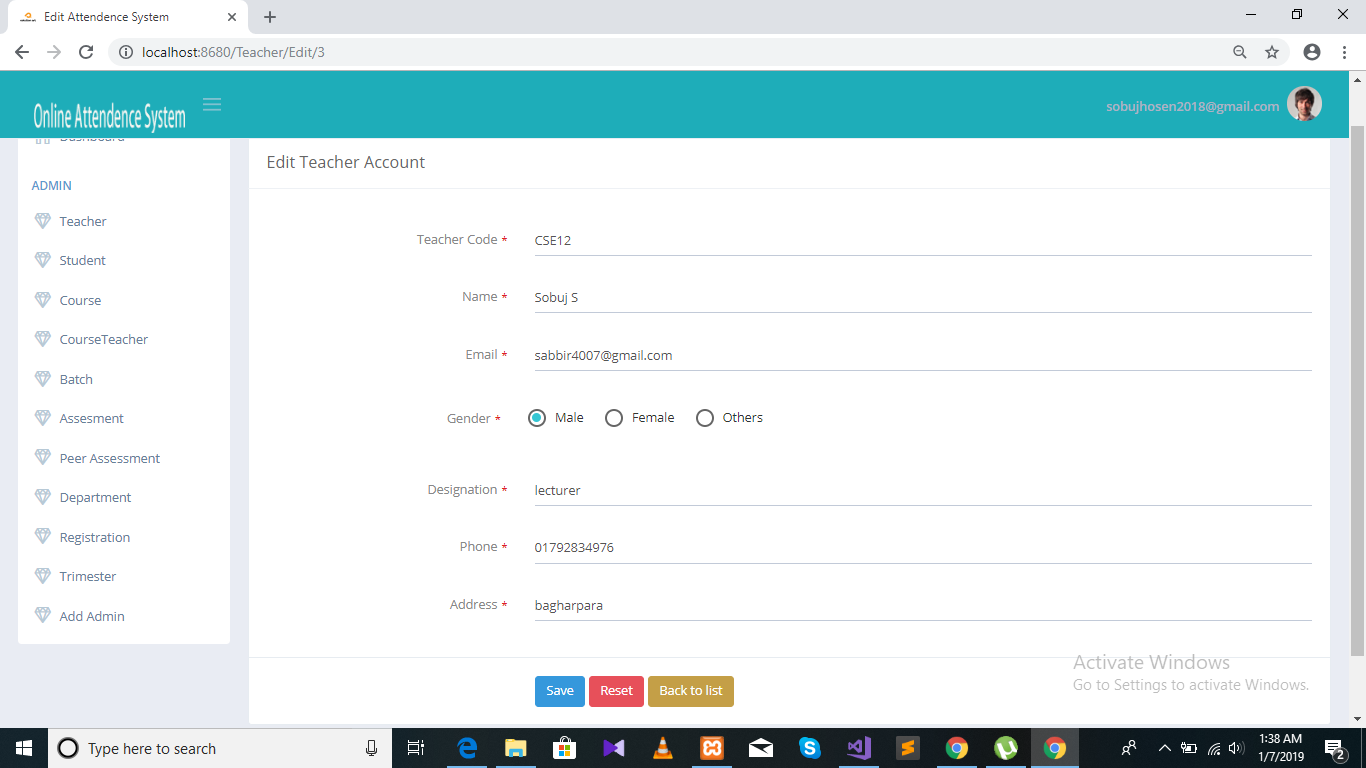 Edit Attendence System
localhost:8680/Teacher/Edit/3
Online Attendence System
sobujhosen2018@gmail.com
Dashboard
ADMIN
Teacher
Student
Course
CourseTeacher
Batch
Assesment
Peer Assessment
Department
Registration
Trimester
Add Admin
Edit Teacher Account
Teacher Code * CSE12
Name * Sobuj S
Email * sabbir4007@gmail.com
Gender * Male Female Others
Designation * lecturer
Phone * 01792834976
Address * bagharpara
Save Reset Back to list
Activate Windows
Go to Settings to activate Windows.
Type here to search
1:38 AM
1/7/2019
2